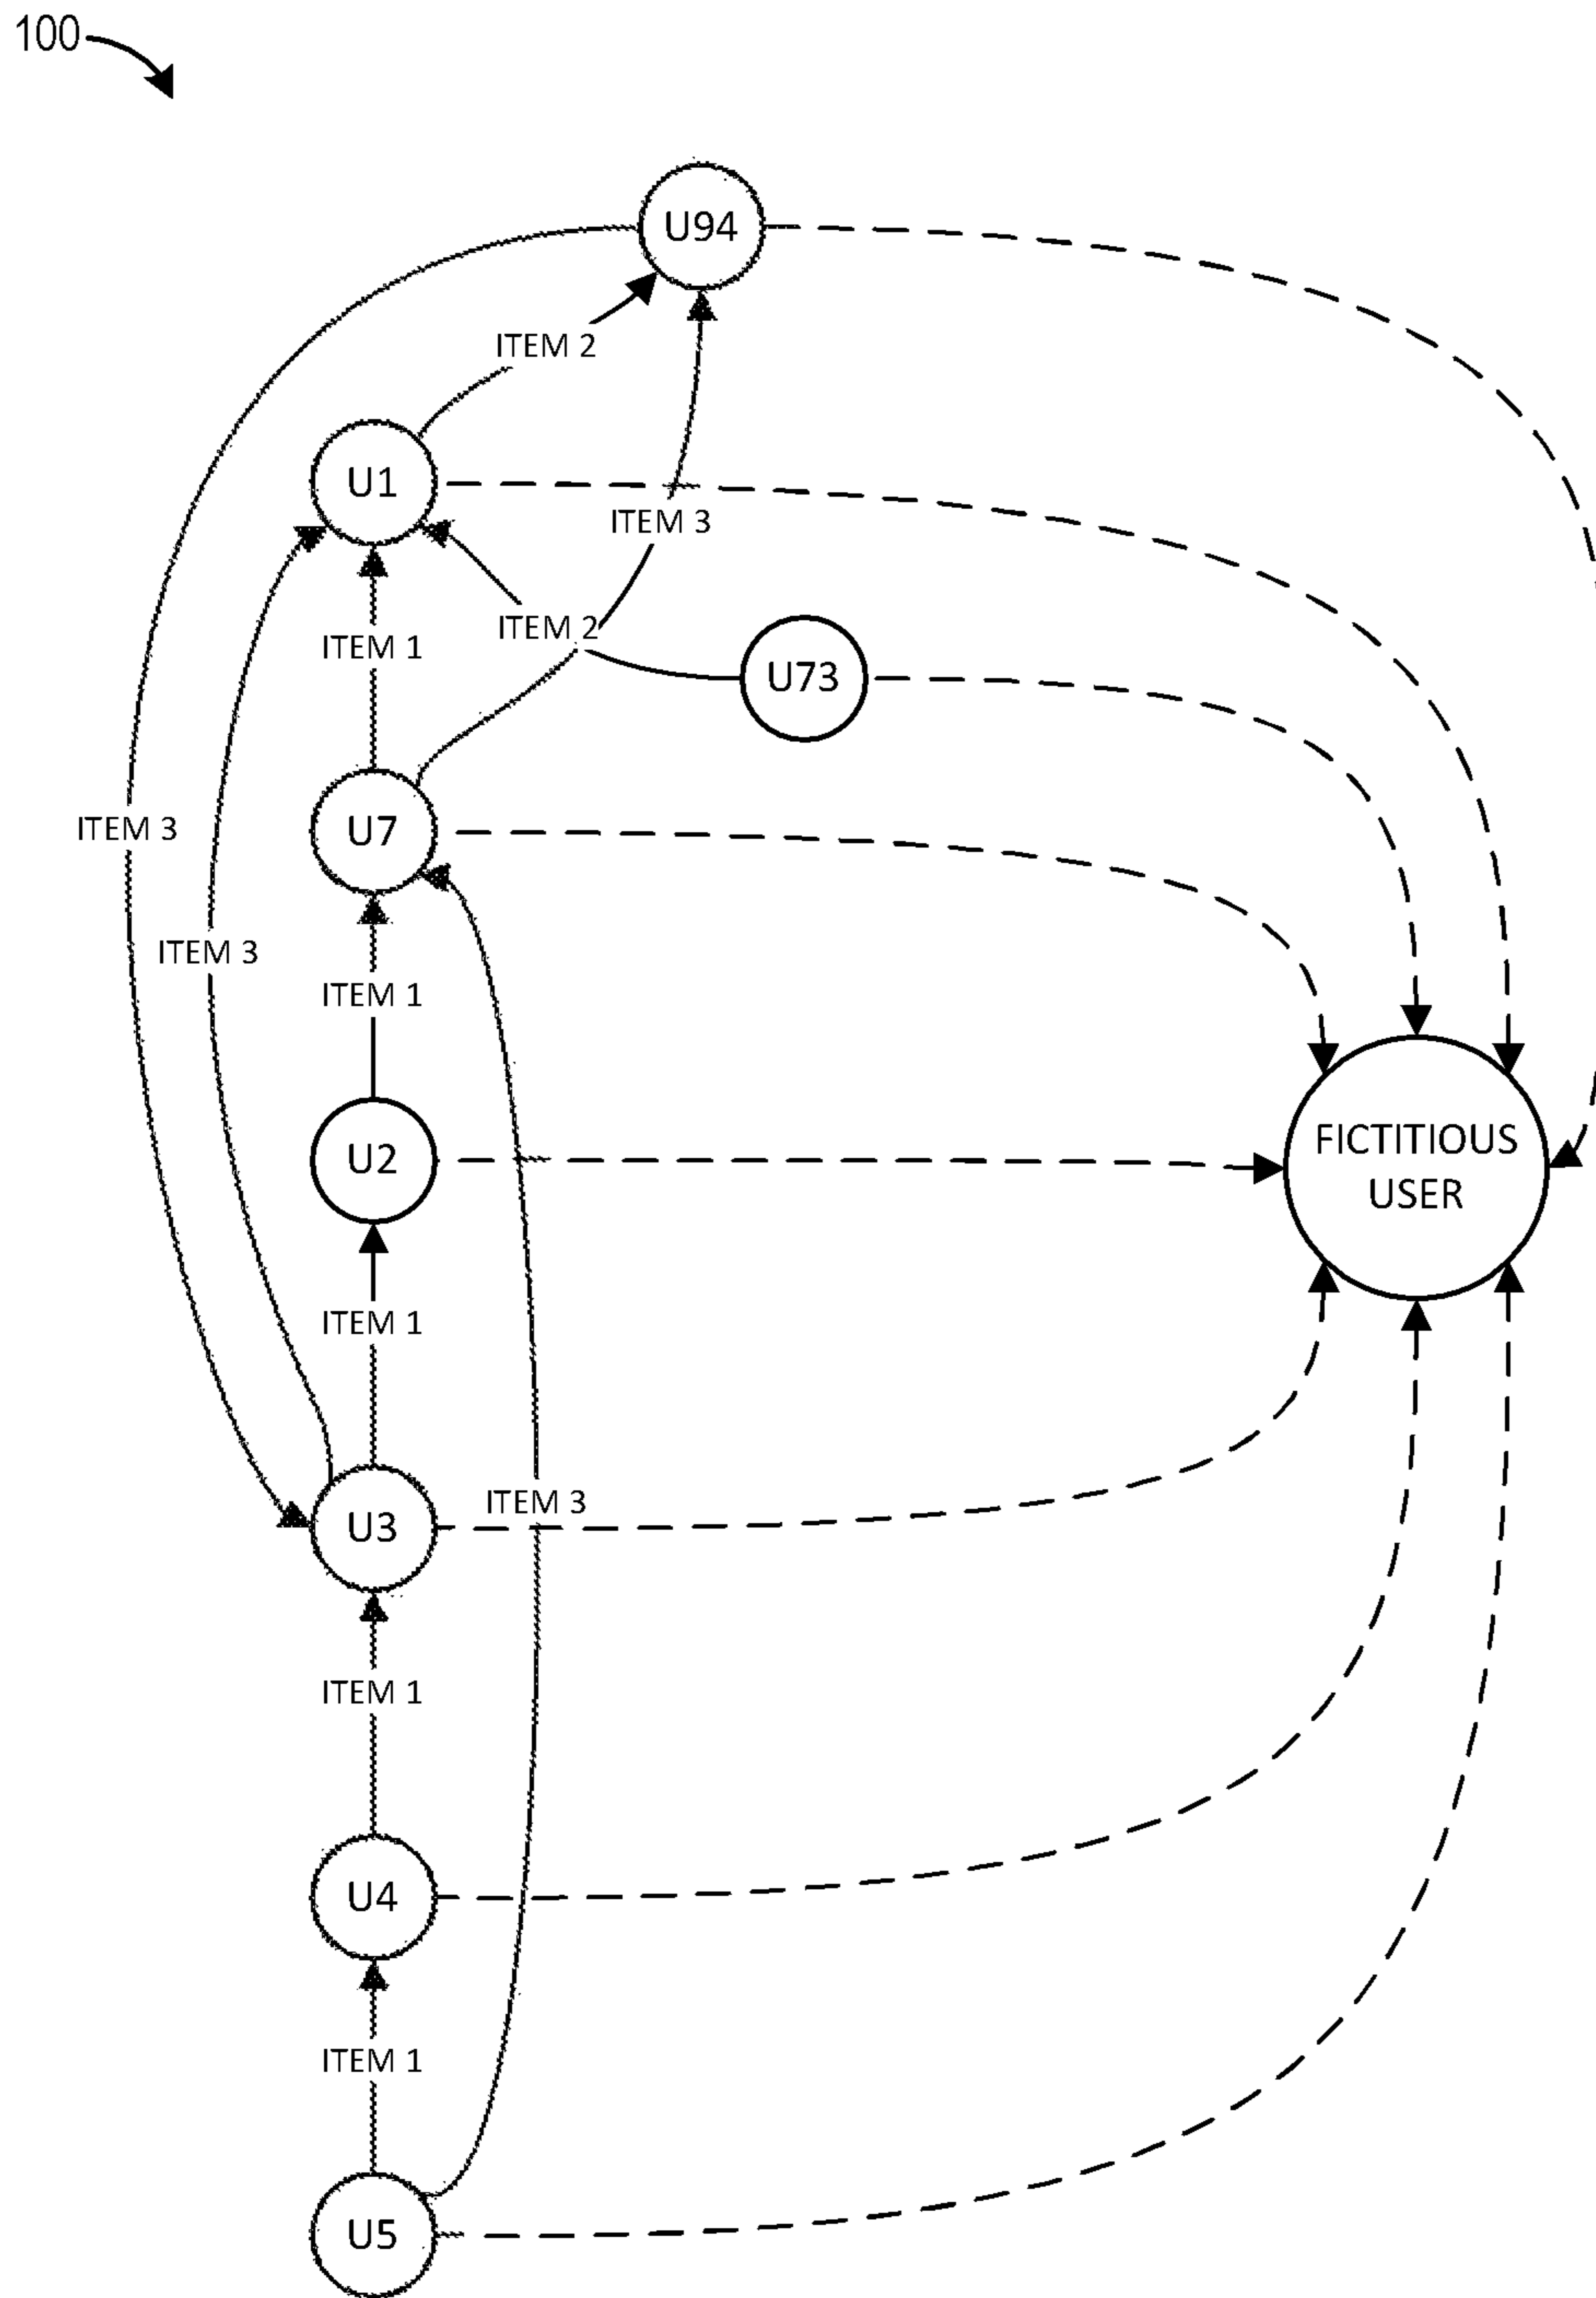 100
U94
ITEM 2
U1
ITEM 3
ITEM 2
ITEM 1
U73
ITEM 3
U7
ITEM 3
ITEM 1
FICTITIOUS
USER
U2
ITEM 1
ITEM 3
U3
ITEM 1
U4
ITEM 1
U5